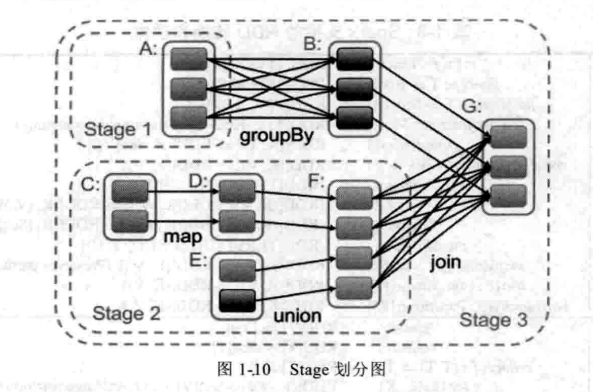 A:
B:
G:
Stage 1
groupBy
C:
D:
F:
map
E:
join
Stage 2
union
Stage 3
图 1-10 Stage 划分图